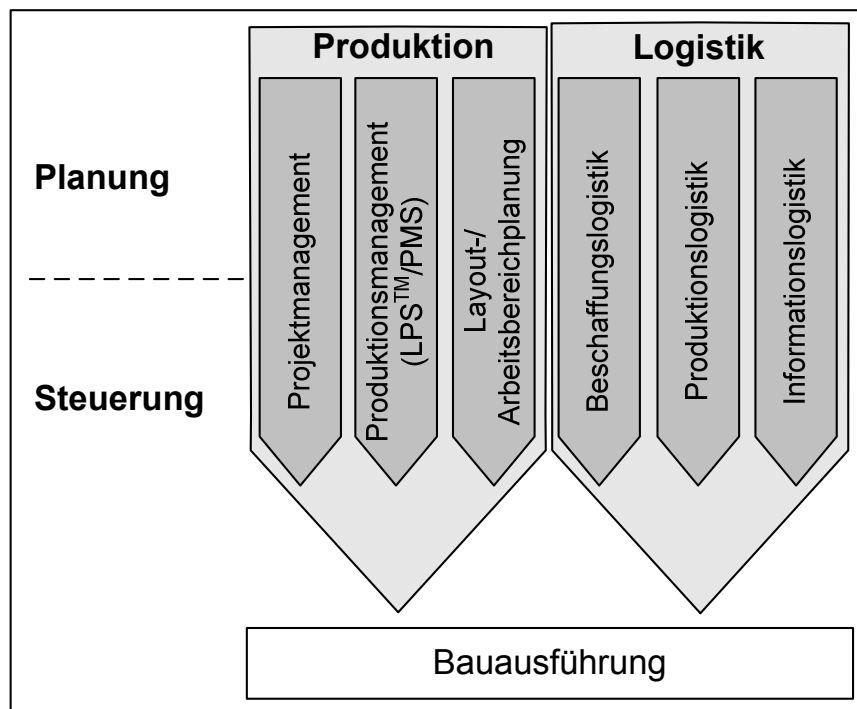 Produktion
Logistik
Planung
Steuerung
Projektmanagement
Produktionsmanagement
(LPS™/PMS)
Layout-/
Arbeitsbereichplanung
Beschaffungslogistik
Produktionslogistik
Informationslogistik
Bauausführung